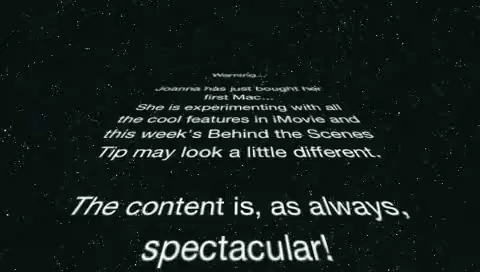 Warning...
Joanna has just bought her
first Mac...
She is experimenting with all
the cool features in iMovie and
this week's Behind the Scenes
Tip may look a little different.
The content is, as always,
spectacular!